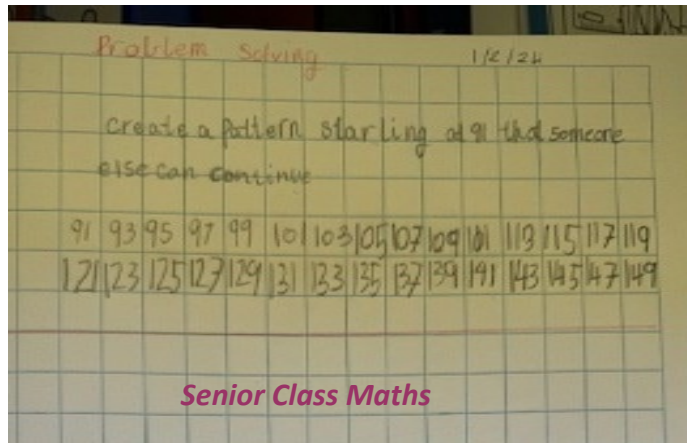 Problem Solving 1/2/24
Create a pattern starting at 91 that someone
else can continue
91 93 95 97 99 101 103 105 107 109 101 113 115 117 119
121 123 125 127 129 131 133 135 137 139 141 143 145 147 149
Senior Class Maths